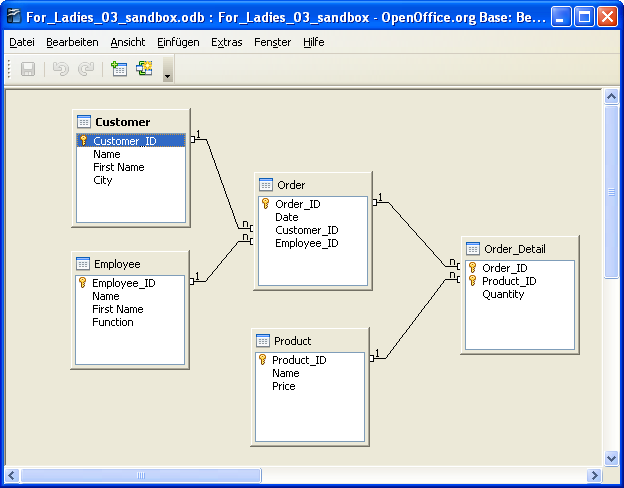 For_Ladies_03_sandbox.odb : For_Ladies_03_sandbox - OpenOffice.org Base: Be...
Datei Bearbeiten Ansicht Einfügen Extras Fenster Hilfe
Customer
Customer_ID
Name
First Name
City
1
Order
Order_ID
Date
Customer_ID
Employee_ID
n
n
1
Employee
Employee_ID
Name
First Name
Function
1
Order_Detail
Order_ID
Product_ID
Quantity
n
n
Product
Product_ID
Name
Price
1